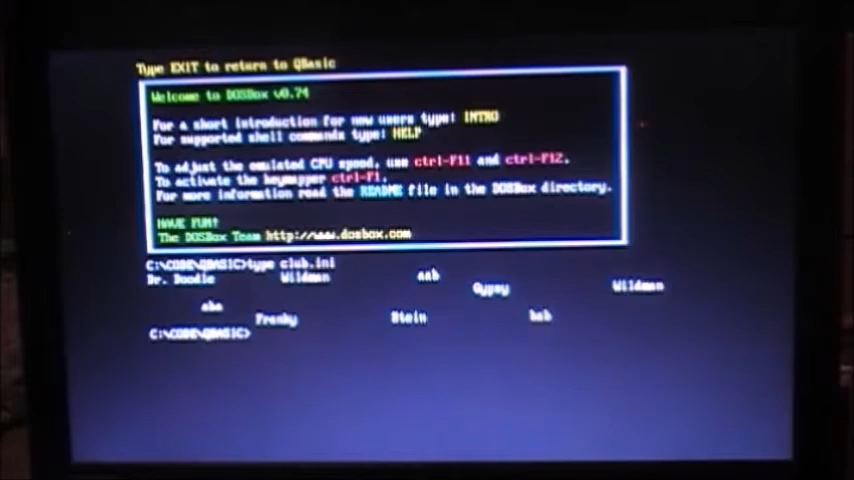 Type EXIT to return to QBasic
Welcome to DOSBox v0.74
For a short introduction for new users type: INTRO
For supported shell commands type: HELP
To adjust the emulated CPU speed, use ctrl-F11 and ctrl-F12.
To activate the keymapper ctrl-F1.
For more information read the README file in the DOSBox directory.
HAVE FUN!
The DOSBox Team http://www.dosbox.com
C:\CODE\QBASIC>type club.ini
Dr. Doodle Wildman aab
Gypsy Wildman
aba
Franky Stein bab
C:\CODE\QBASIC>